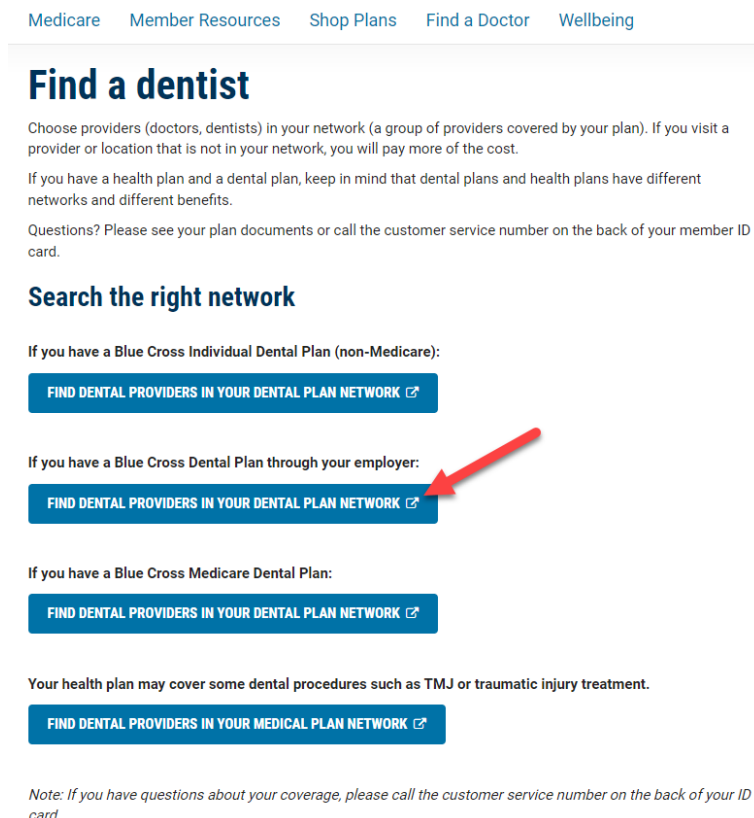 Medicare Member Resources Shop Plans Find a Doctor Wellbeing
Find a dentist
Choose providers (doctors, dentists) in your network (a group of providers covered by your plan). If you visit a
provider or location that is not in your network, you will pay more of the cost.
If you have a health plan and a dental plan, keep in mind that dental plans and health plans have different
networks and different benefits.
Questions? Please see your plan documents or call the customer service number on the back of your member ID
card.
Search the right network
If you have a Blue Cross Individual Dental Plan (non-Medicare):
FIND DENTAL PROVIDERS IN YOUR DENTAL PLAN NETWORK
If you have a Blue Cross Dental Plan through your employer:
FIND DENTAL PROVIDERS IN YOUR DENTAL PLAN NETWORK
If you have a Blue Cross Medicare Dental Plan:
FIND DENTAL PROVIDERS IN YOUR DENTAL PLAN NETWORK
Your health plan may cover some dental procedures such as TMJ or traumatic injury treatment.
FIND DENTAL PROVIDERS IN YOUR MEDICAL PLAN NETWORK
Note: If you have questions about your coverage, please call the customer service number on the back of your ID
card